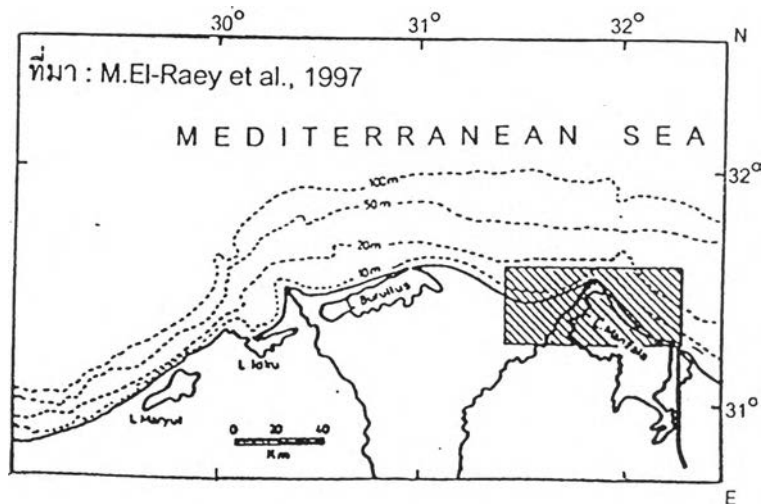 30° 31° 32° N
ที่มา : M.El-Raey et al., 1997
MEDITERRANEAN SEA
32°
100m
50m
20m
10m
Burullus
L. Manzala
L. Idku
L. Maryut
0 20 40
Km
31°
E